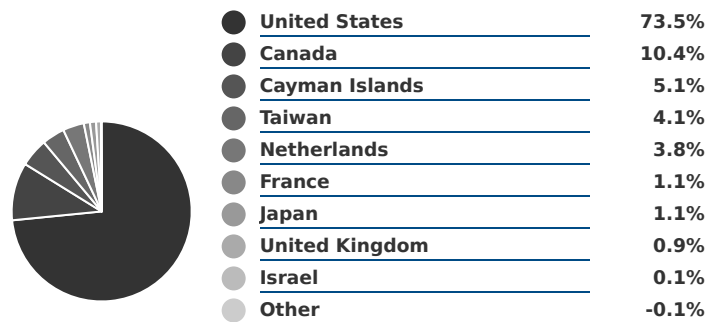 United States 73.5%
Canada 10.4%
Cayman Islands 5.1%
Taiwan 4.1%
Netherlands 3.8%
France 1.1%
Japan 1.1%
United Kingdom 0.9%
Israel 0.1%
Other -0.1%